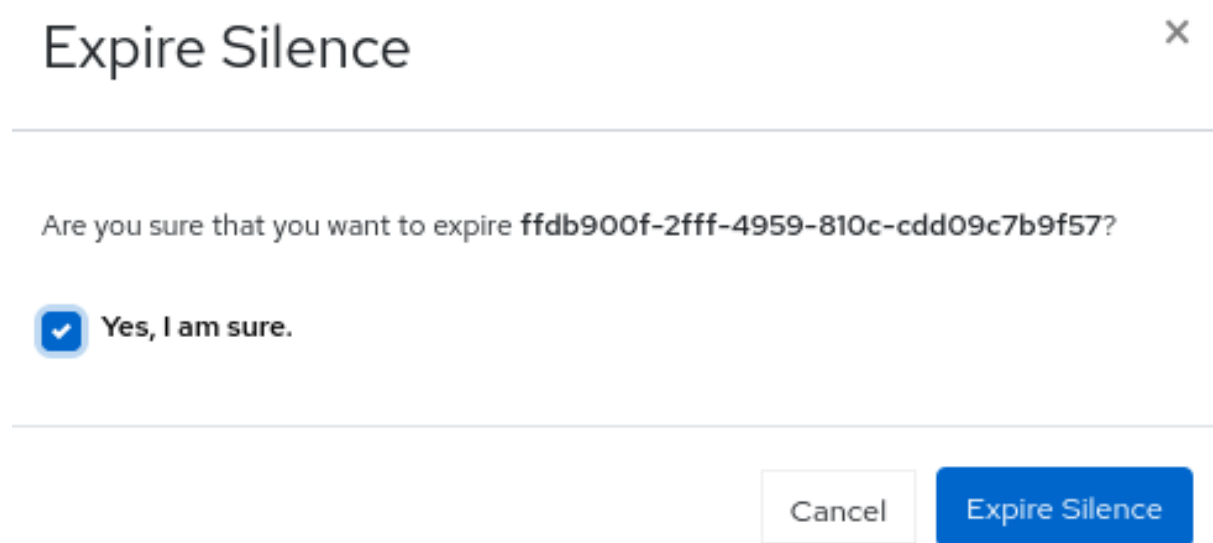 Expire Silence
Are you sure that you want to expire ffdb900f-2fff-4959-810c-cdd09c7b9f57?
Yes, I am sure.
Cancel
Expire Silence